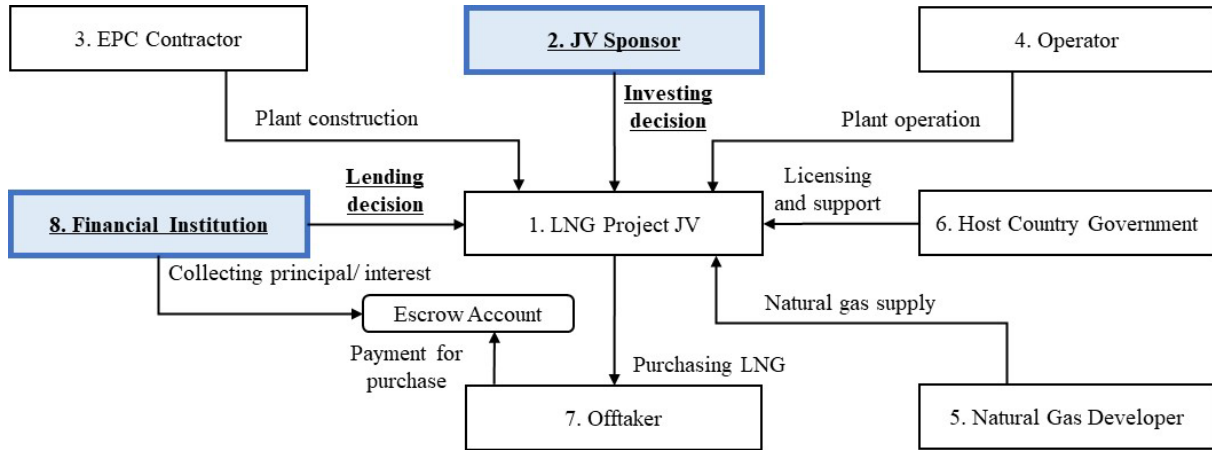 3. EPC Contractor
2. JV Sponsor
4. Operator
Plant construction
Investing
decision
Plant operation
Lending
decision
Licensing
and support
8. Financial Institution
1. LNG Project JV
6. Host Country Government
Collecting principal/ interest
Escrow Account
Natural gas supply
Payment for
purchase
Purchasing LNG
7. Offtaker
5. Natural Gas Developer